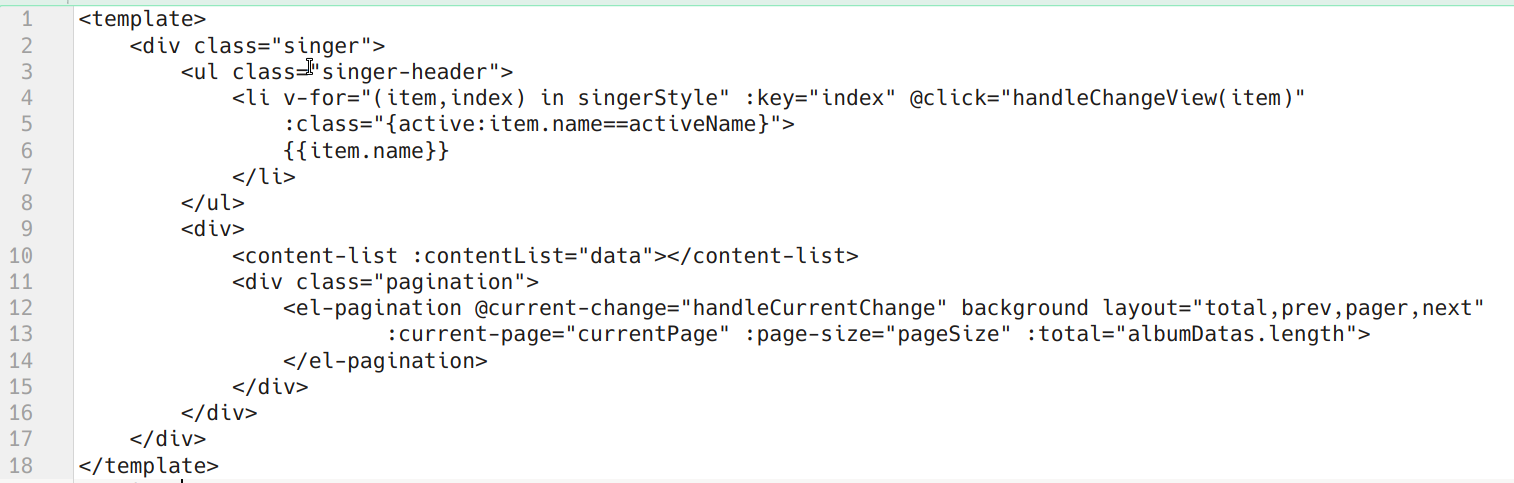 1 <template>
2     <div class="singer">
3         <ul class="singer-header">
4             <li v-for="(item,index) in singerStyle" :key="index" @click="handleChangeView(item)"
5                 :class="{active:item.name==activeName}">
6                 {{item.name}}
7             </li>
8         </ul>
9         <div>
10             <content-list :contentList="data"></content-list>
11             <div class="pagination">
12                 <el-pagination @current-change="handleCurrentChange" background layout="total,prev,pager,next"
13                         :current-page="currentPage" :page-size="pageSize" :total="albumDatas.length">
14                 </el-pagination>
15             </div>
16         </div>
17     </div>
18 </template>